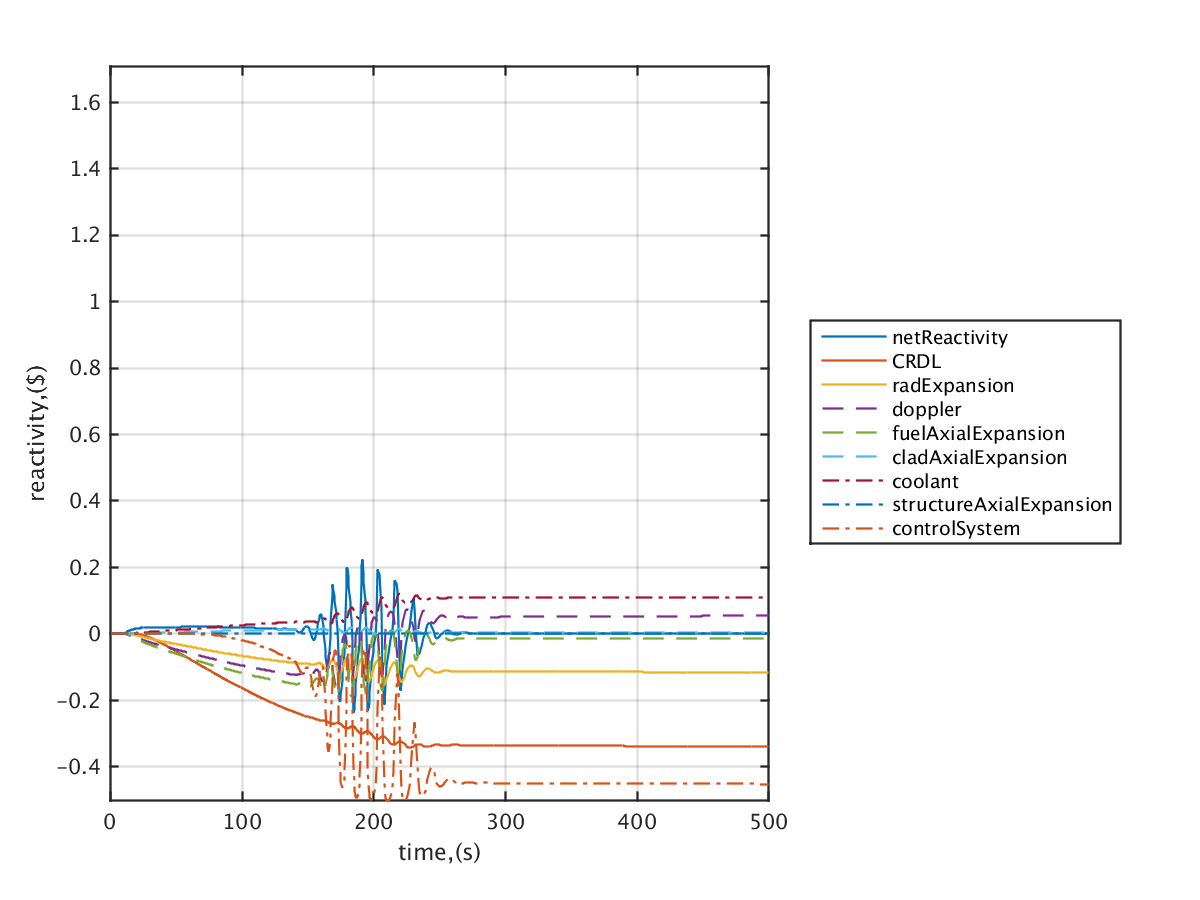 1.6
1.4
1.2
1
0.8
0.6
0.4
0.2
0
−0.2
−0.4
reactivity,($)
0 100 200 300 400 500
time,(s)
netReactivity
CRDL
radExpansion
doppler
fuelAxialExpansion
cladAxialExpansion
coolant
structureAxialExpansion
controlSystem